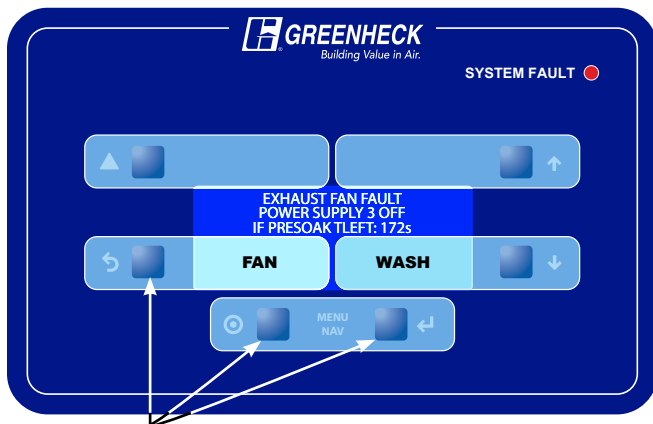 GREENHECK
Building Value in Air.
SYSTEM FAULT
EXHAUST FAN FAULT
POWER SUPPLY 3 OFF
IF PRESOAK TLEFT: 172s
FAN
WASH
MENU
NAV